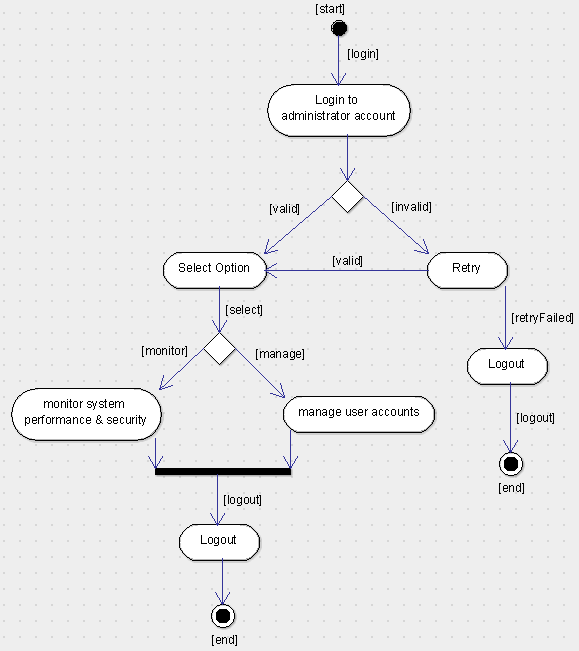 [start]
[login]
Login to
administrator account
[valid]
[invalid]
Select Option
[valid]
Retry
[select]
[retryFailed]
[monitor]
[manage]
Logout
monitor system
performance & security
manage user accounts
[logout]
[end]
[logout]
Logout
[end]